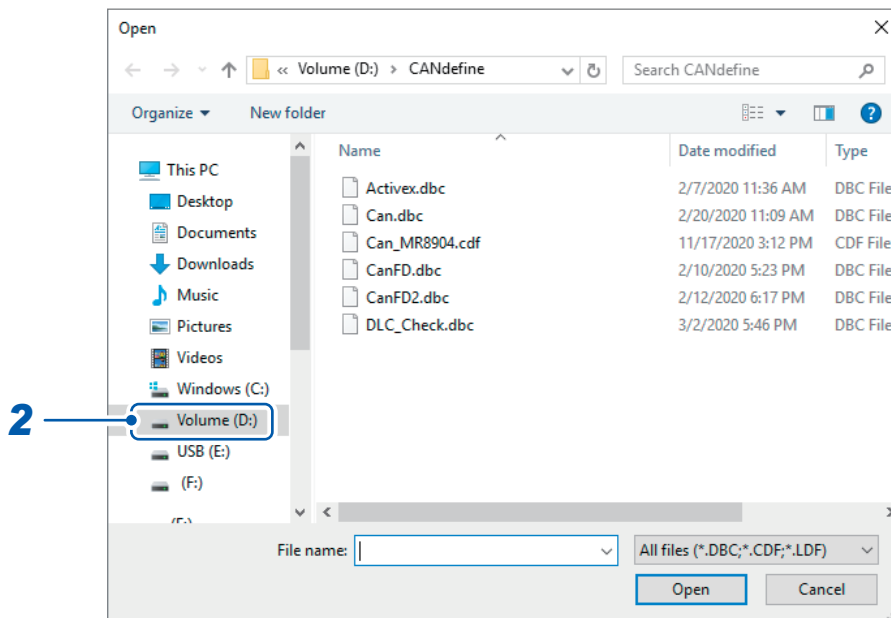 Open
« Volume (D:) > CANdefine
Search CANdefine
Organize
New folder
Name Date modified Type
This PC
Desktop
Documents
Downloads
Music
Pictures
Videos
Windows (C:)
Volume (D:)
USB (E:)
(F:)
Activex.dbc 2/7/2020 11:36 AM DBC File
Can.dbc 2/20/2020 11:09 AM DBC File
Can_MR8904.cdf 11/17/2020 3:12 PM CDF File
CanFD.dbc 2/10/2020 5:23 PM DBC File
CanFD2.dbc 2/12/2020 6:17 PM DBC File
DLC_Check.dbc 3/2/2020 5:46 PM DBC File
2
File name:
All files (*.DBC;*.CDF;*.LDF)
Open
Cancel